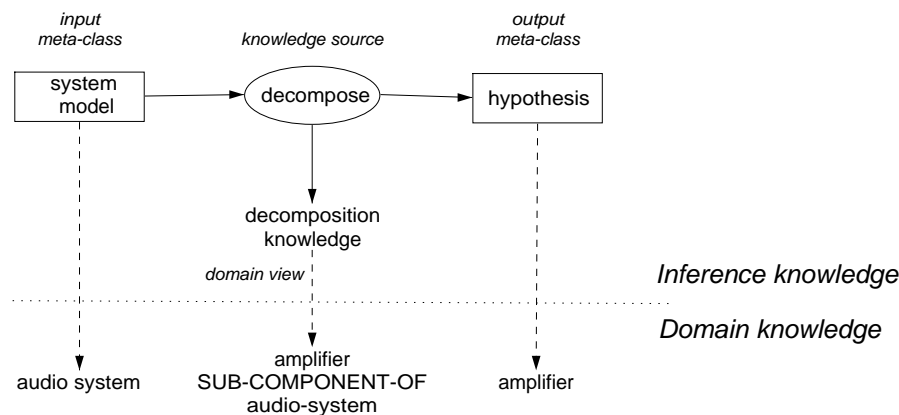 input
meta-class
knowledge source
output
meta-class
system
model
decompose
hypothesis
decomposition
knowledge
domain view
Inference knowledge
Domain knowledge
audio system
amplifier
SUB-COMPONENT-OF
audio-system
amplifier